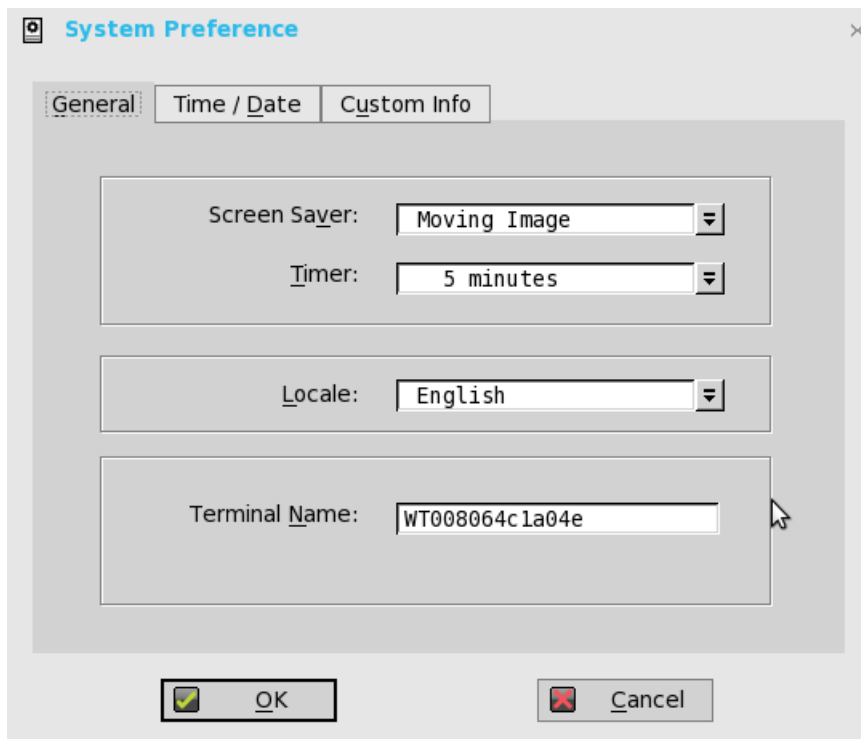 System Preference
General Time / Date Custom Info
Screen Saver: Moving Image
Timer: 5 minutes
Locale: English
Terminal Name: WT008064c1a04e
OK Cancel